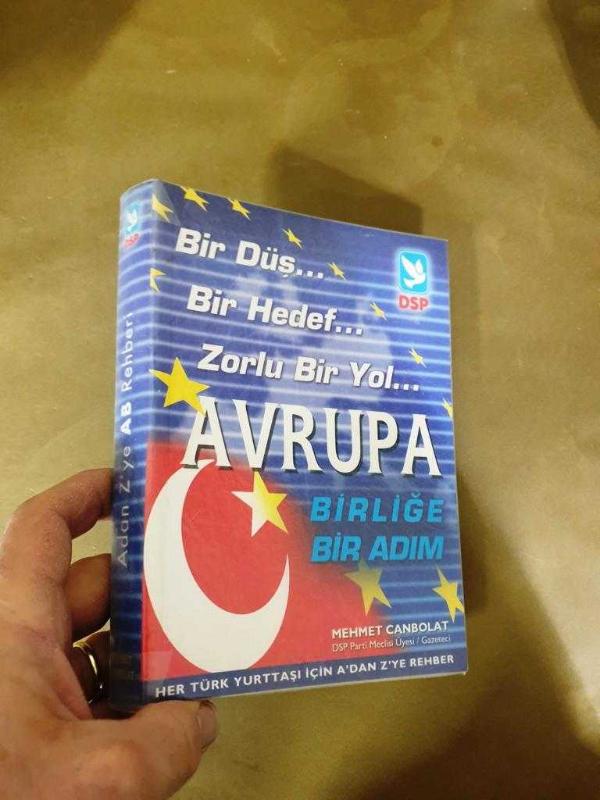 Bir Düş...
Bir Hedef...
Zorlu Bir Yol...
DSP
AVRUPA
BİRLİĞE
BİR ADIM
MEHMET CANBOLAT
DSP Parti Meclisi Üyesi / Gazeteci
HER TÜRK YURTTAŞI İÇİN A'DAN Z'YE REHBER
DSP
Adan Z'ye AB Rehberi